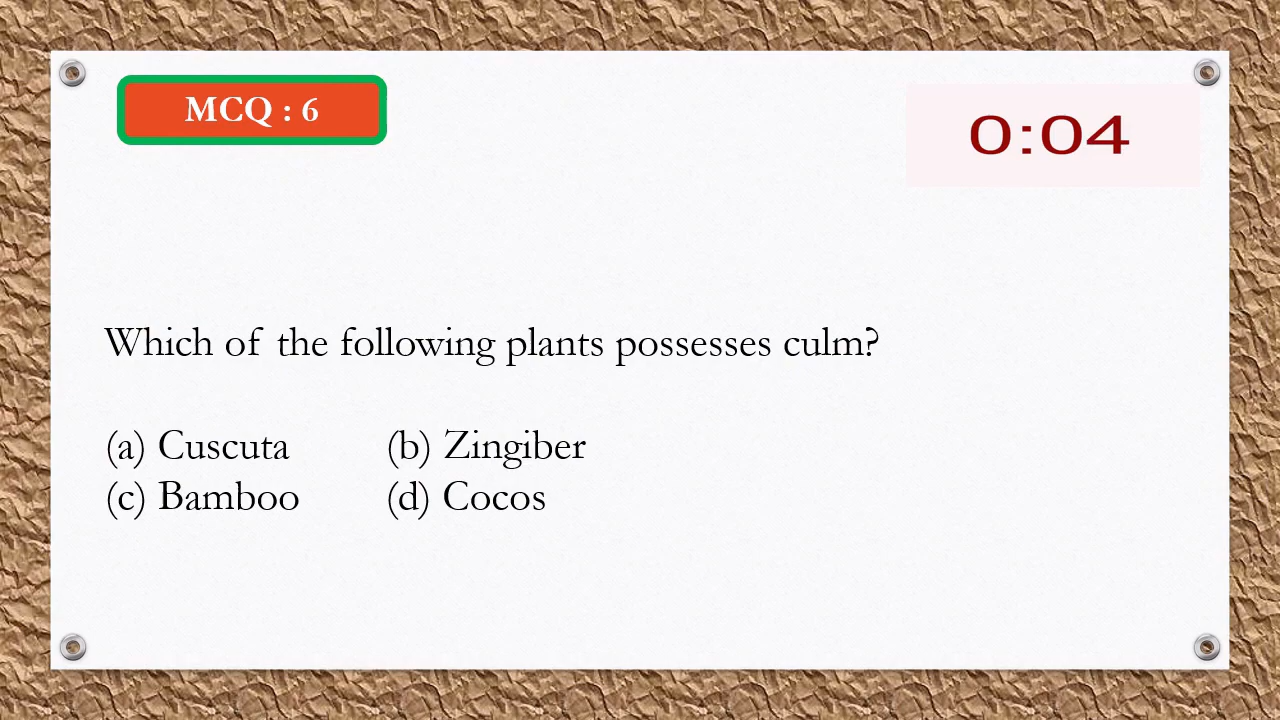 MCQ : 6
0:04
Which of the following plants possesses culm?
(a) Cuscuta (b) Zingiber
(c) Bamboo (d) Cocos